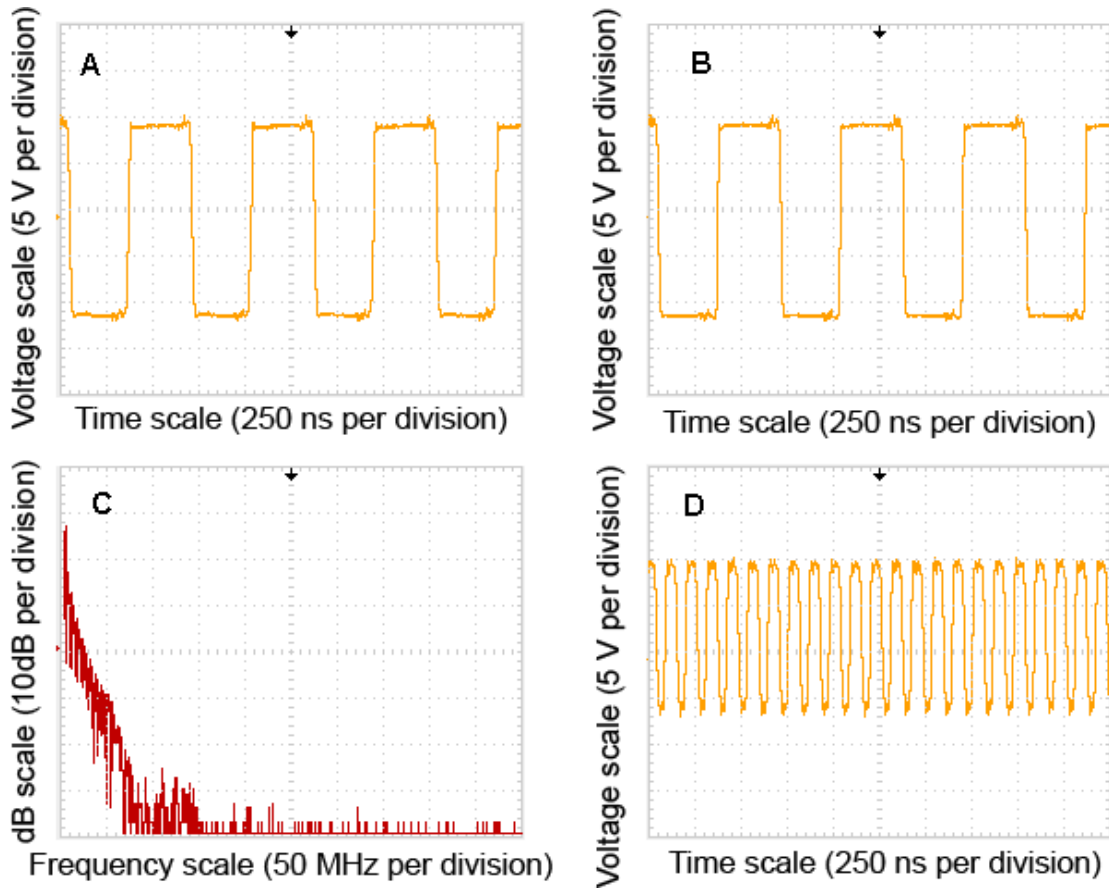 A
Voltage scale (5 V per division)
Time scale (250 ns per division)
B
Voltage scale (5 V per division)
Time scale (250 ns per division)
C
dB scale (10dB per division)
Frequency scale (50 MHz per division)
D
Voltage scale (5 V per division)
Time scale (250 ns per division)